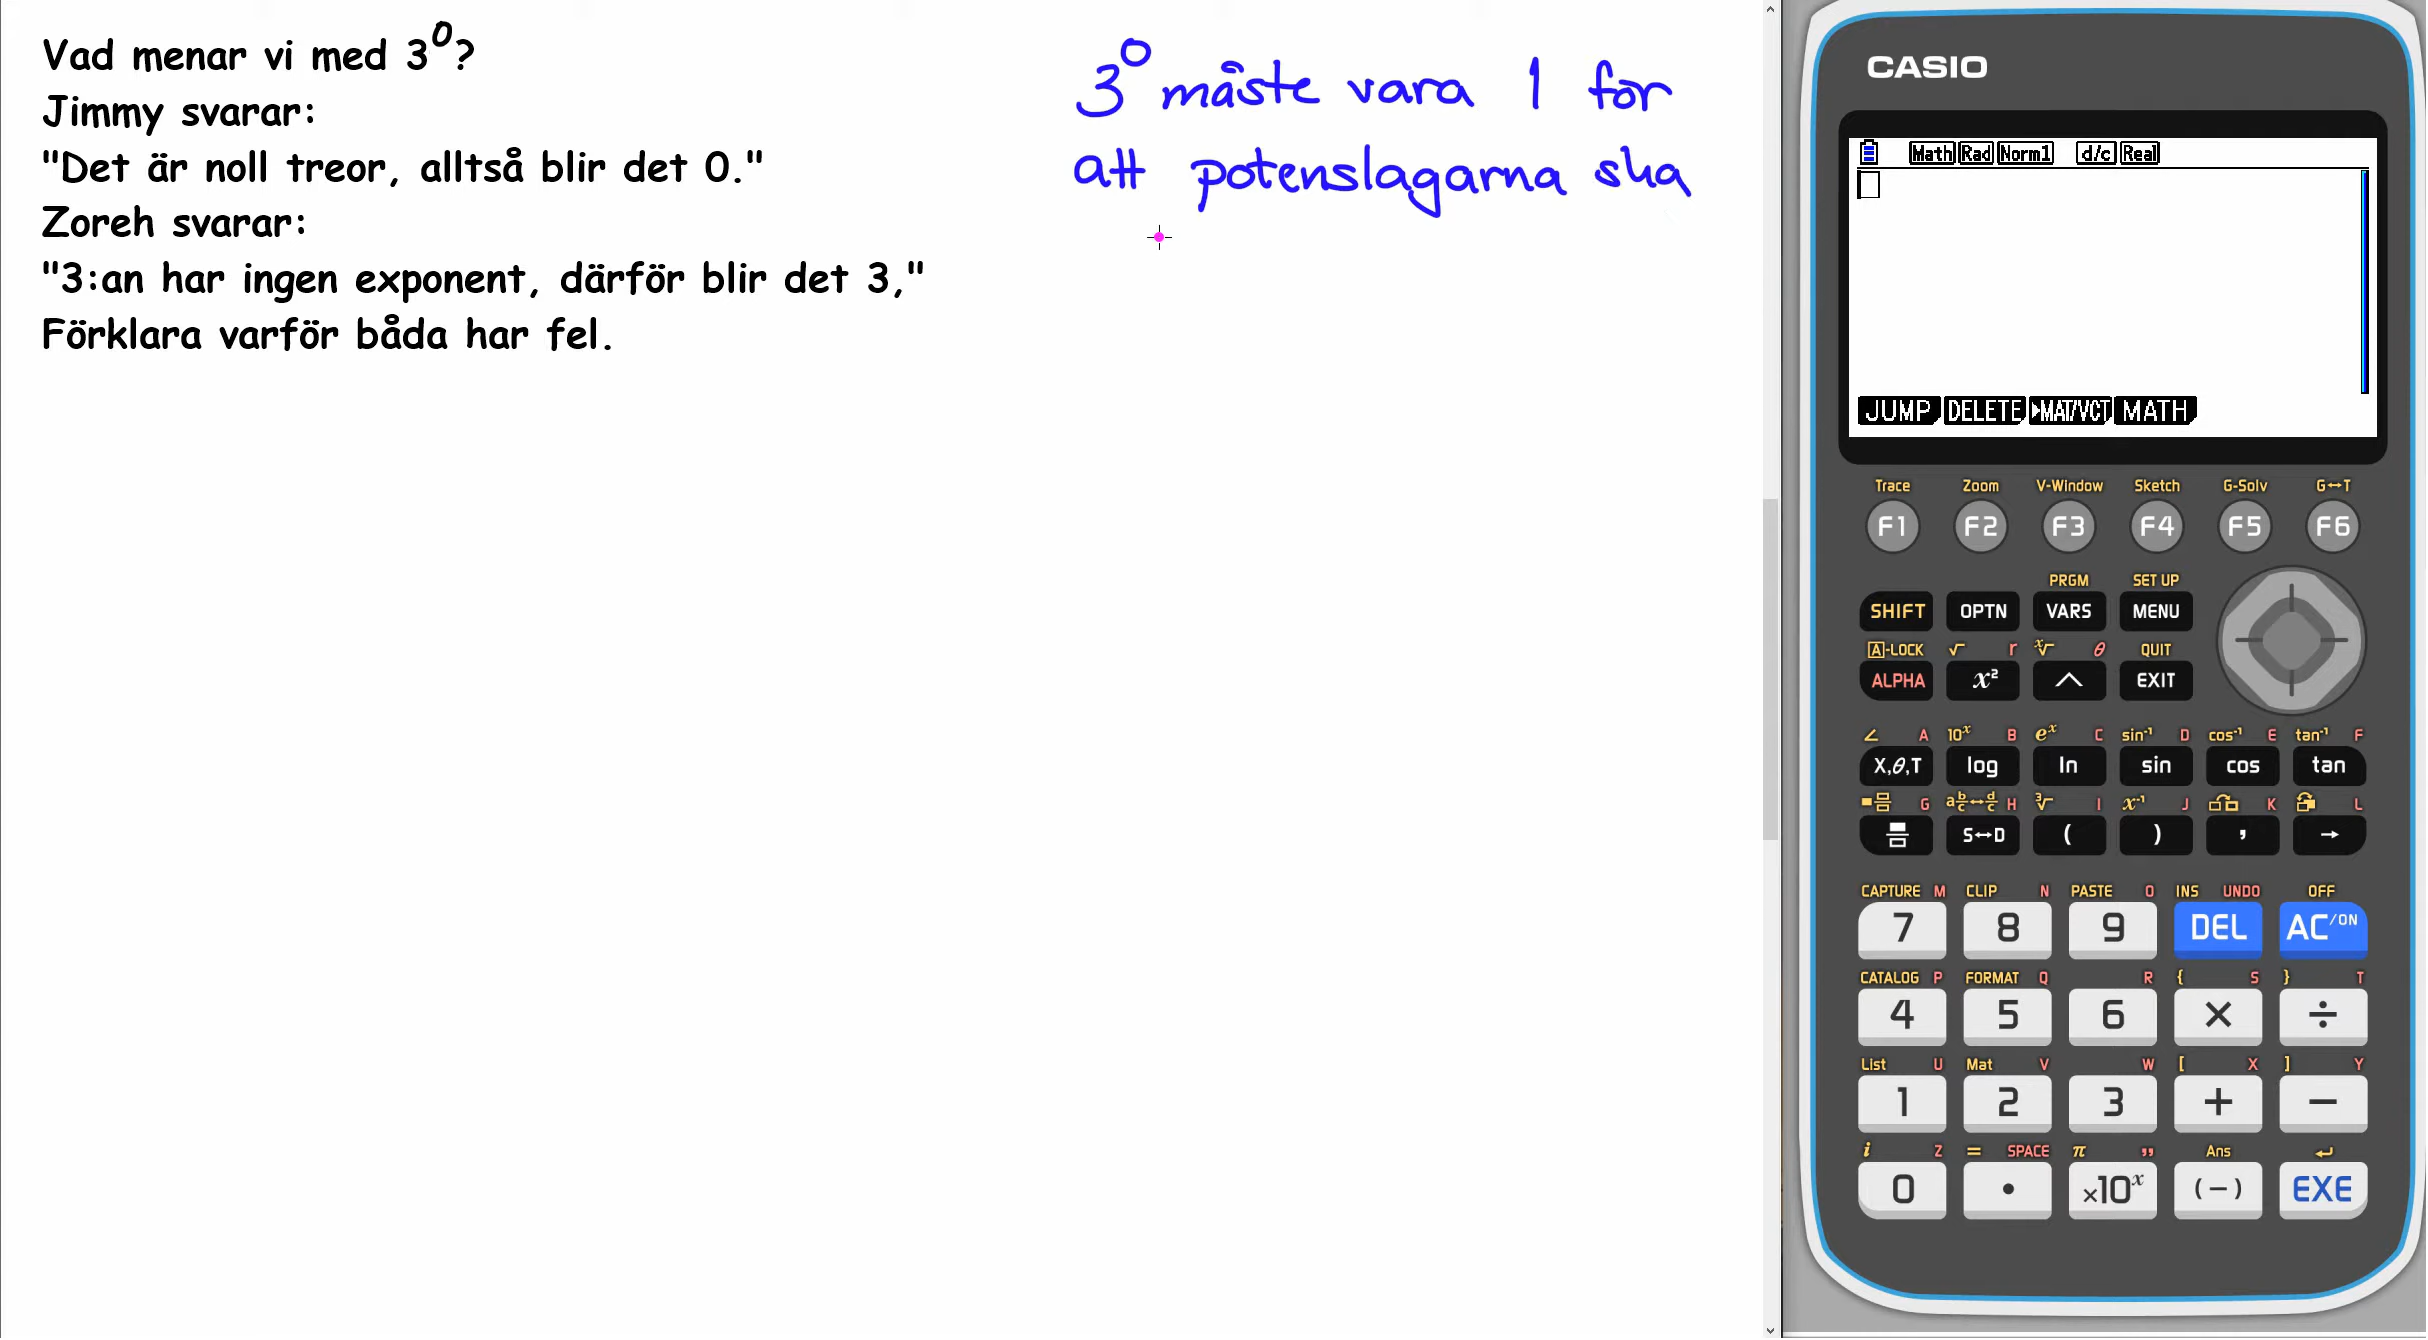 Vad menar vi med 3⁰?
Jimmy svarar:
"Det är noll treor, alltså blir det 0."
Zoreh svarar:
"3:an har ingen exponent, därför blir det 3,"
Förklara varför båda har fel.
3⁰ måste vara 1 för
att potenslagarna ska
CASIO
Math Rad Norm1 d/c Real
JUMP DELETE ▶MAT/VCT MATH
Trace Zoom V-Window Sketch G-Solv G↔T
F1 F2 F3 F4 F5 F6
PRGM SET UP
SHIFT OPTN VARS MENU
A-LOCK √ r ˣ√ θ QUIT
ALPHA x² ^ EXIT
∠ A 10ˣ B eˣ C sin⁻¹ D cos⁻¹ E tan⁻¹ F
X,θ,T log ln sin cos tan
G a b/c↔d/c H ³√ I x⁻¹ J K L
S↔D ( ) , →
CAPTURE M CLIP N PASTE O INS UNDO OFF
7 8 9 DEL AC/ON
CATALOG P FORMAT Q R { S } T
4 5 6 × ÷
List U Mat V W [ X ] Y
1 2 3 + −
i Z = SPACE π " Ans ↵
0 • ×10ˣ (−) EXE